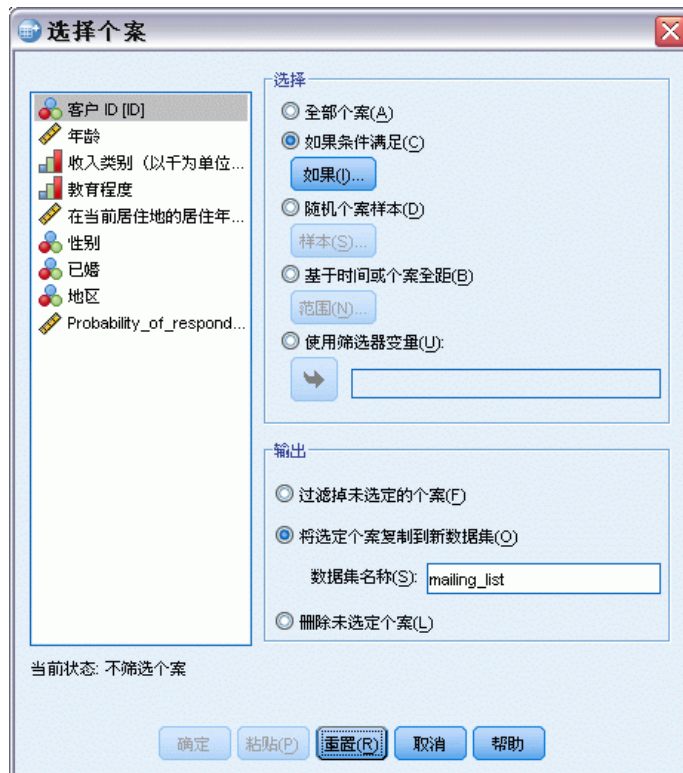 选择个案
客户 ID [ID]
年龄
收入类别（以千为单位...
教育程度
在当前居住地的居住年...
性别
已婚
地区
Probability_of_respond...
选择
全部个案(A)
如果条件满足(C)
如果(I)...
随机个案样本(D)
样本(S)...
基于时间或个案全距(B)
范围(N)...
使用筛选器变量(U):
输出
过滤掉未选定的个案(F)
将选定个案复制到新数据集(O)
数据集名称(S): mailing_list
删除未选定个案(L)
当前状态: 不筛选个案
确定 粘贴(P) 重置(R) 取消 帮助